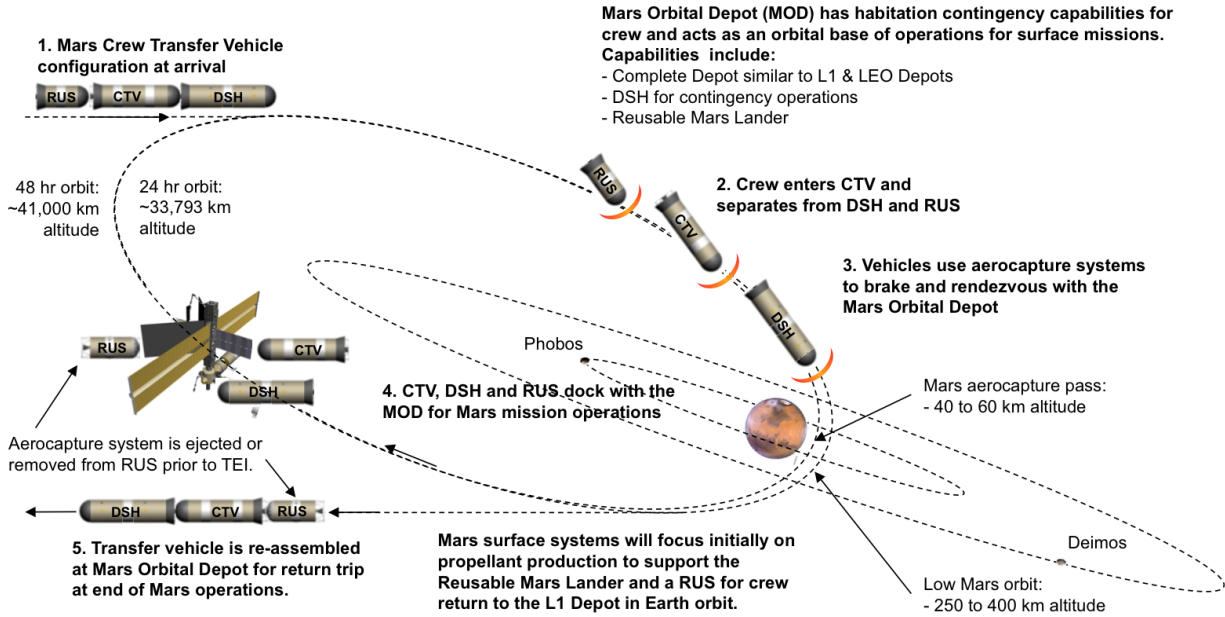 Mars Orbital Depot (MOD) has habitation contingency capabilities for
crew and acts as an orbital base of operations for surface missions.
Capabilities  include:
- Complete Depot similar to L1 & LEO Depots
- DSH for contingency operations
- Reusable Mars Lander
1. Mars Crew Transfer Vehicle
configuration at arrival
RUS
CTV
DSH
48 hr orbit:
~41,000 km
altitude
24 hr orbit:
~33,793 km
altitude
RUS
CTV
DSH
2. Crew enters CTV and
separates from DSH and RUS
3. Vehicles use aerocapture systems
to brake and rendezvous with the
Mars Orbital Depot
Phobos
RUS
CTV
DSH
4. CTV, DSH and RUS dock with the
MOD for Mars mission operations
Mars aerocapture pass:
- 40 to 60 km altitude
Aerocapture system is ejected or
removed from RUS prior to TEI.
DSH
CTV
RUS
5. Transfer vehicle is re-assembled
at Mars Orbital Depot for return trip
at end of Mars operations.
Mars surface systems will focus initially on
propellant production to support the
Reusable Mars Lander and a RUS for crew
return to the L1 Depot in Earth orbit.
Deimos
Low Mars orbit:
- 250 to 400 km altitude